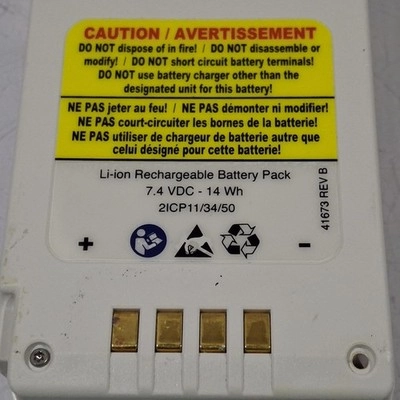 CAUTION / AVERTISSEMENT
DO NOT dispose of in fire! / DO NOT disassemble or
modify! / DO NOT short circuit battery terminals!
DO NOT use battery charger other than the
designated unit for this battery!
NE PAS jeter au feu! / NE PAS démonter ni modifier!
NE PAS court-circuiter les bornes de la batterie!
NE PAS utiliser de chargeur de batterie autre que
celui désigné pour cette batterie!
Li-ion Rechargeable Battery Pack
7.4 VDC - 14 Wh
2ICP11/34/50
41673 REV B
+ -